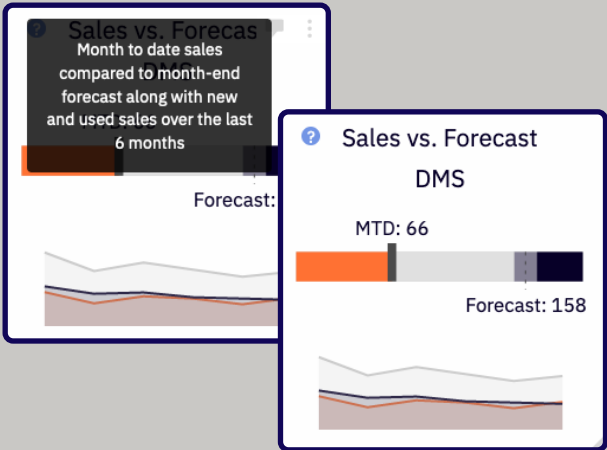 ?
Sales vs. Forecas
Month to date sales
compared to month-end
forecast along with new
and used sales over the last
6 months
Forecast:
?
Sales vs. Forecast
DMS
MTD: 66
Forecast: 158